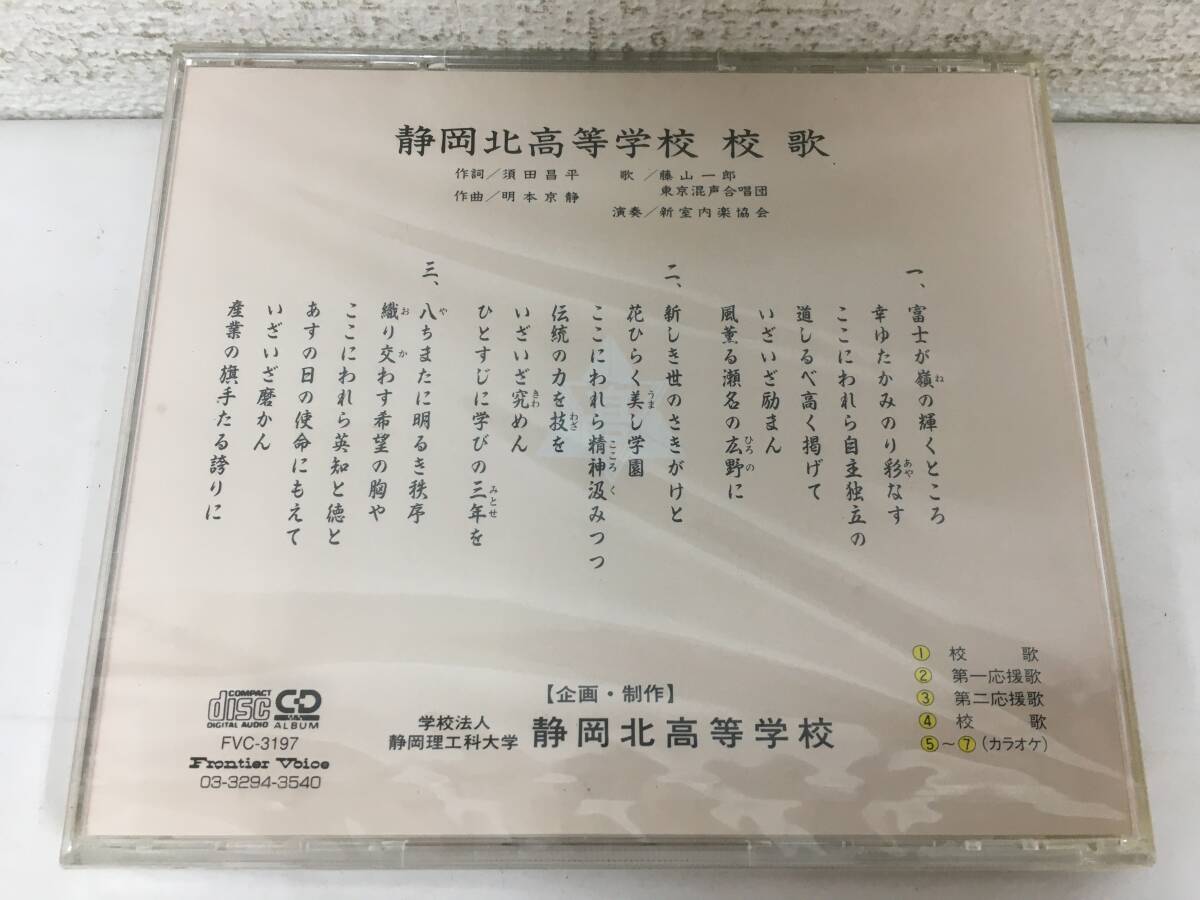 静岡北高等学校 校 歌
作詞／須田昌平
作曲／明本京静
歌／藤山一郎
東京混声合唱団
演奏／新室内楽協会
一、富士が嶺の輝くところ
幸ゆたかみのり彩なす
ここにわれら自主独立の
道しるべ高く掲げて
いざいざ励まん
風薫る瀬名の広野に
二、新しき世のさきがけと
花ひらく美し学園
ここにわれら精神汲みつつ
伝統の力を技を
いざいざ究めん
ひとすじに学びの三年を
三、八ちまたに明るき秩序
織り交わす希望の胸や
ここにわれら英知と徳と
あすの日の使命にもえて
いざいざ磨かん
産業の旗手たる誇りに
① 校 歌
② 第一応援歌
③ 第二応援歌
④ 校 歌
⑤～⑦(カラオケ)
【企画・制作】
学校法人
静岡理工科大学 静岡北高等学校
COMPACT disc DIGITAL AUDIO
CD ALBUM
FVC-3197
Frontier Voice
03-3294-3540